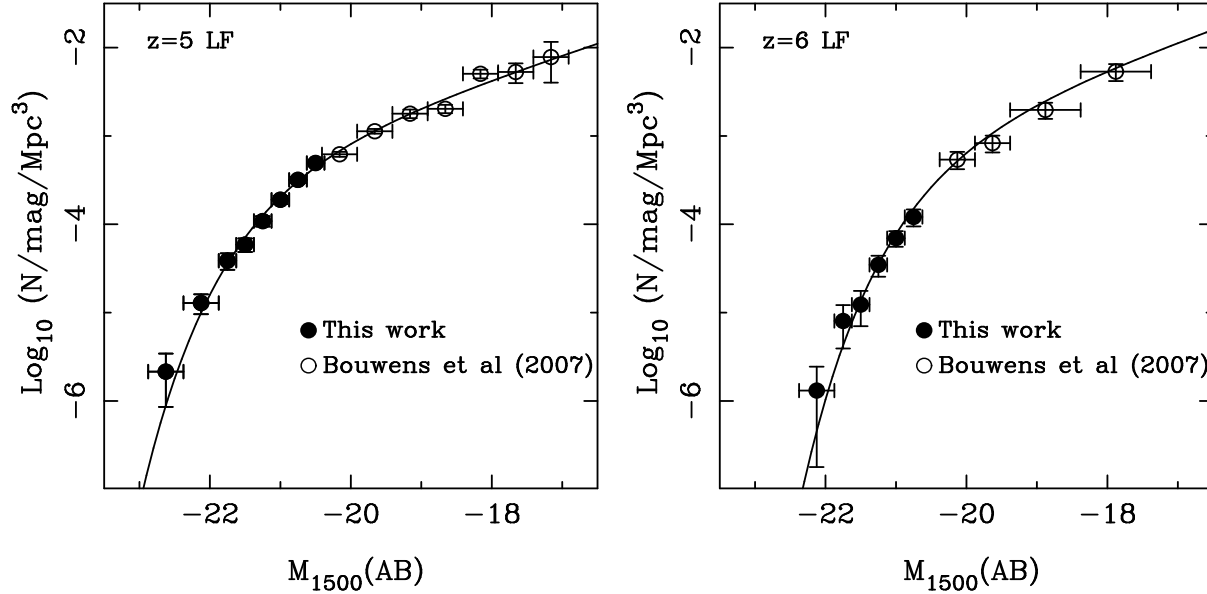 z=5 LF
−2
−4
−6
Log10 (N/mag/Mpc3)
This work
Bouwens et al (2007)
−22 −20 −18
M1500(AB)
z=6 LF
−2
−4
−6
Log10 (N/mag/Mpc3)
This work
Bouwens et al (2007)
−22 −20 −18
M1500(AB)